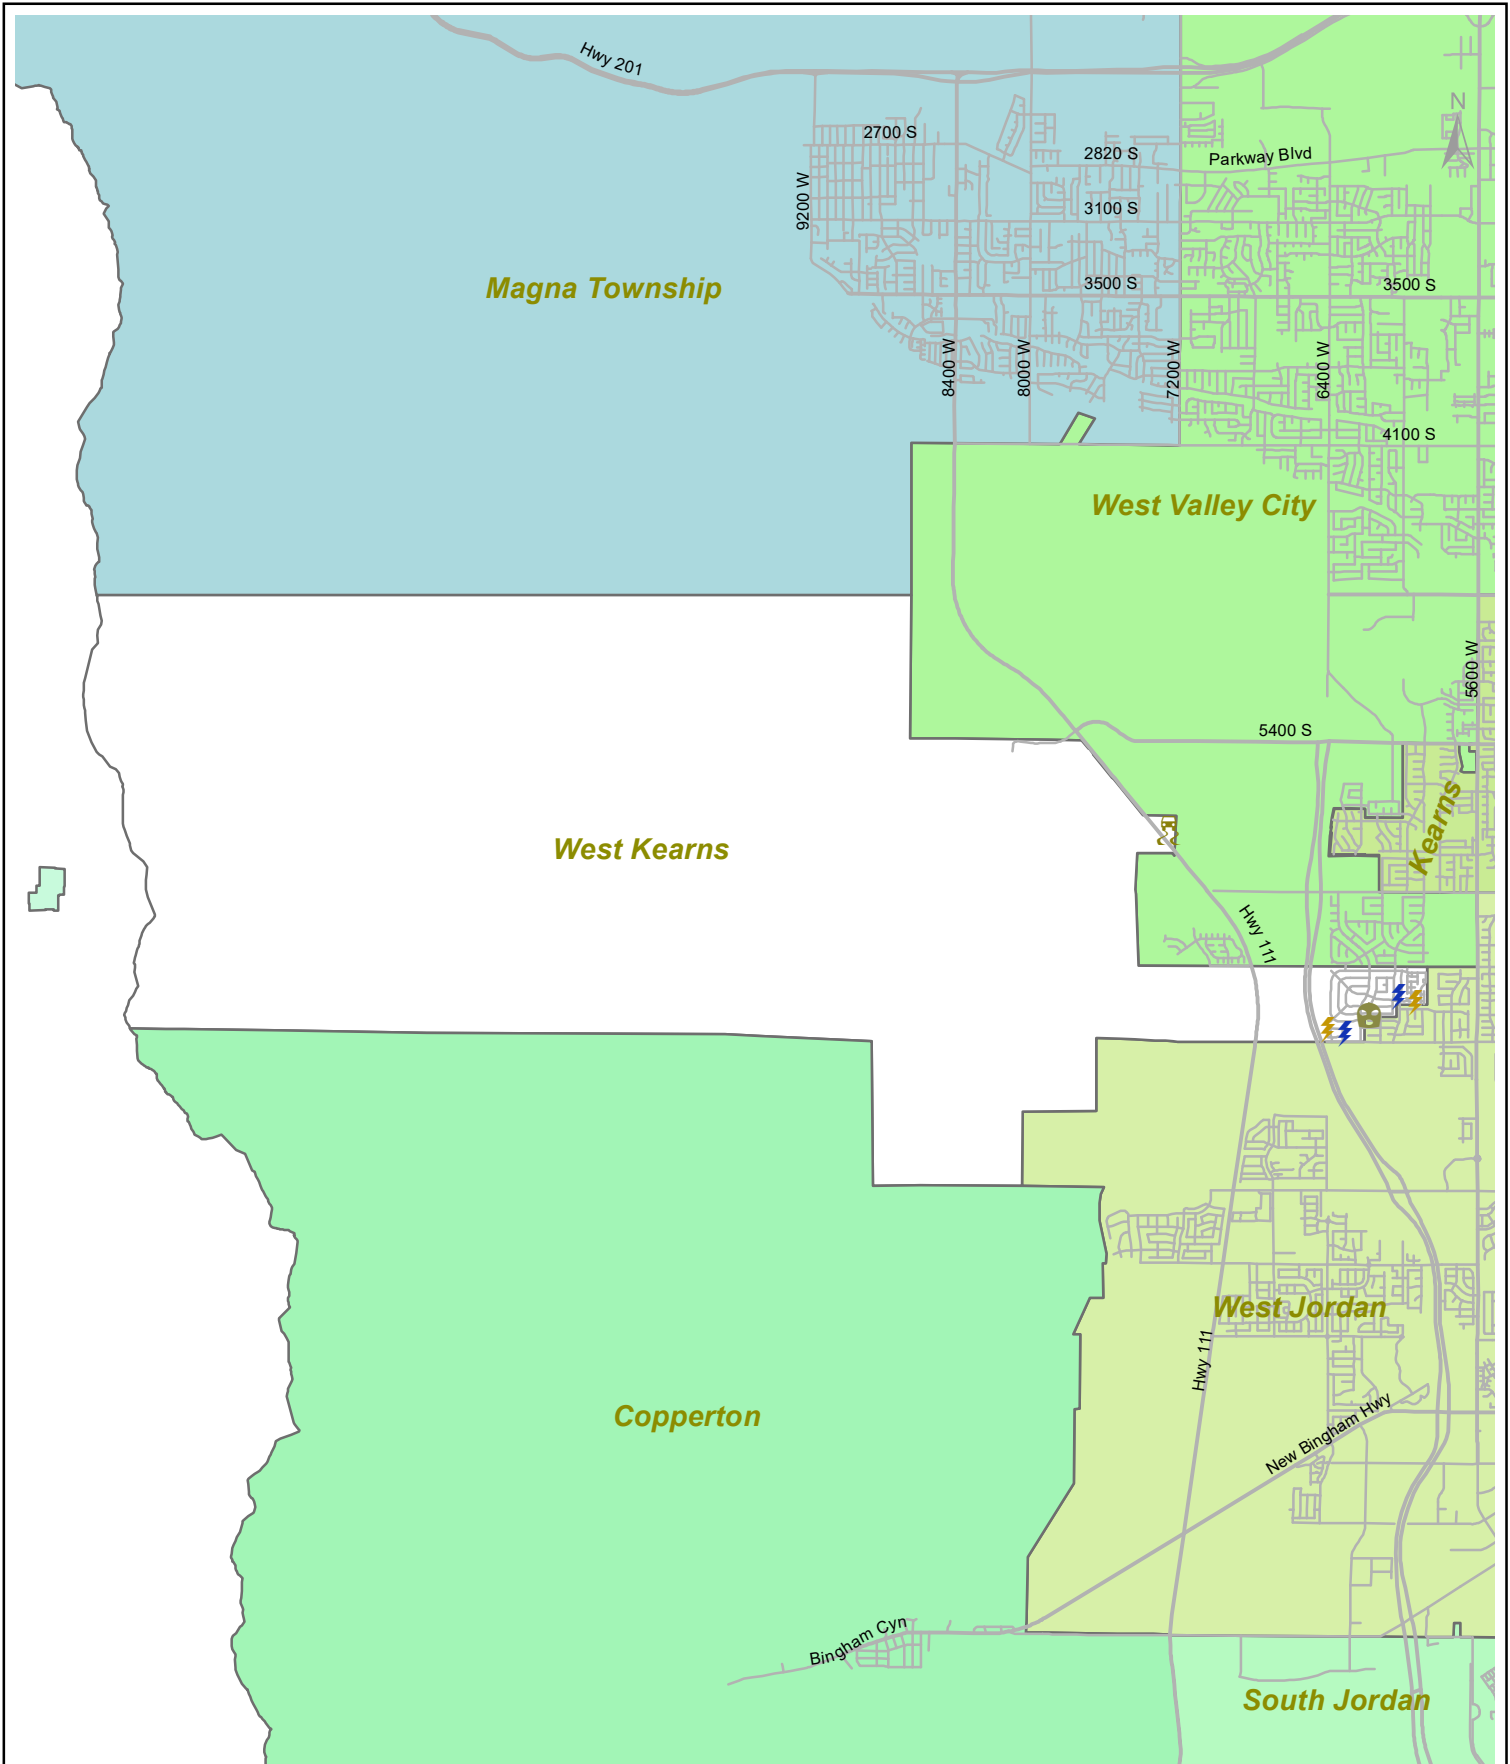 Hwy 201
N
2700 S
2820 S
Parkway Blvd
9200 W
3100 S
Magna Township
3500 S
3500 S
8400 W
8000 W
7200 W
6400 W
4100 S
West Valley City
5600 W
5400 S
Kearns
West Kearns
Hwy 111
West Jordan
Hwy 111
Copperton
New Bingham Hwy
Bingham Cyn
South Jordan